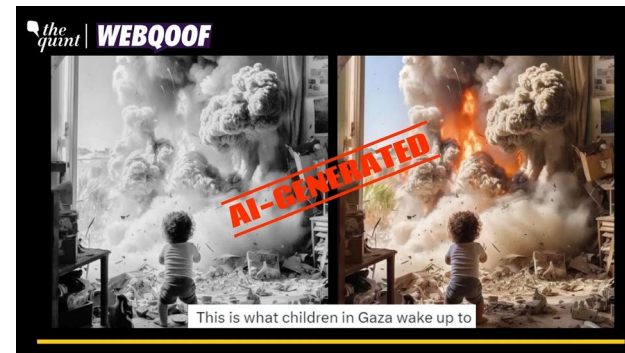 the
quint
WEBQOOF
AI-GENERATED
This is what children in Gaza wake up to